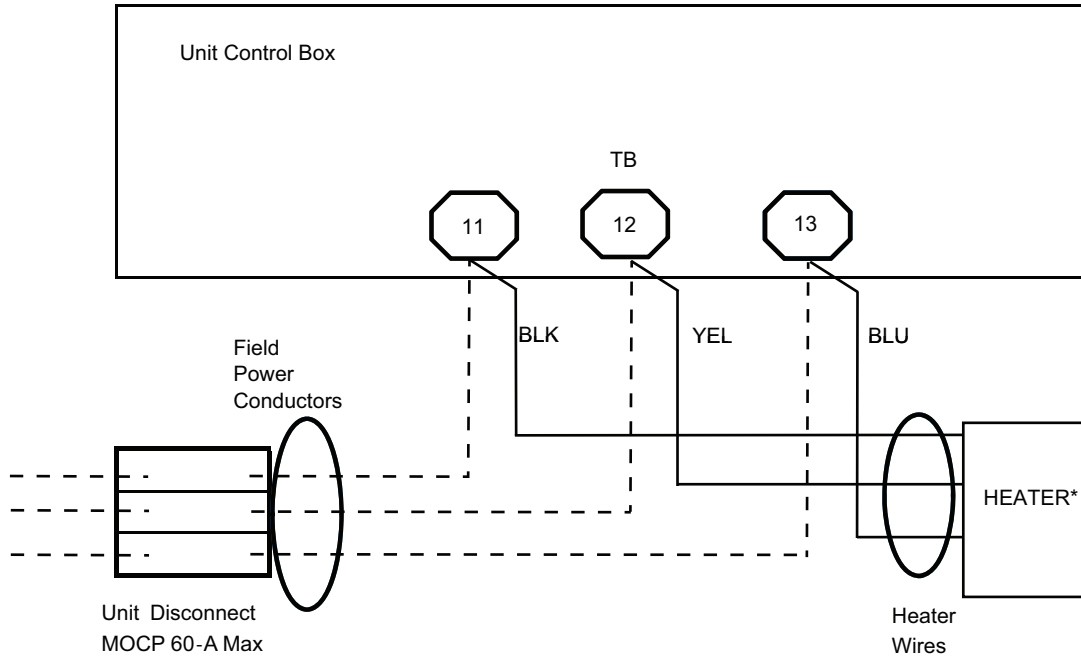 Unit Control Box
TB
11
12
13
BLK
YEL
BLU
Field
Power
Conductors
HEATER*
Unit Disconnect
MOCP 60-A Max
Heater
Wires